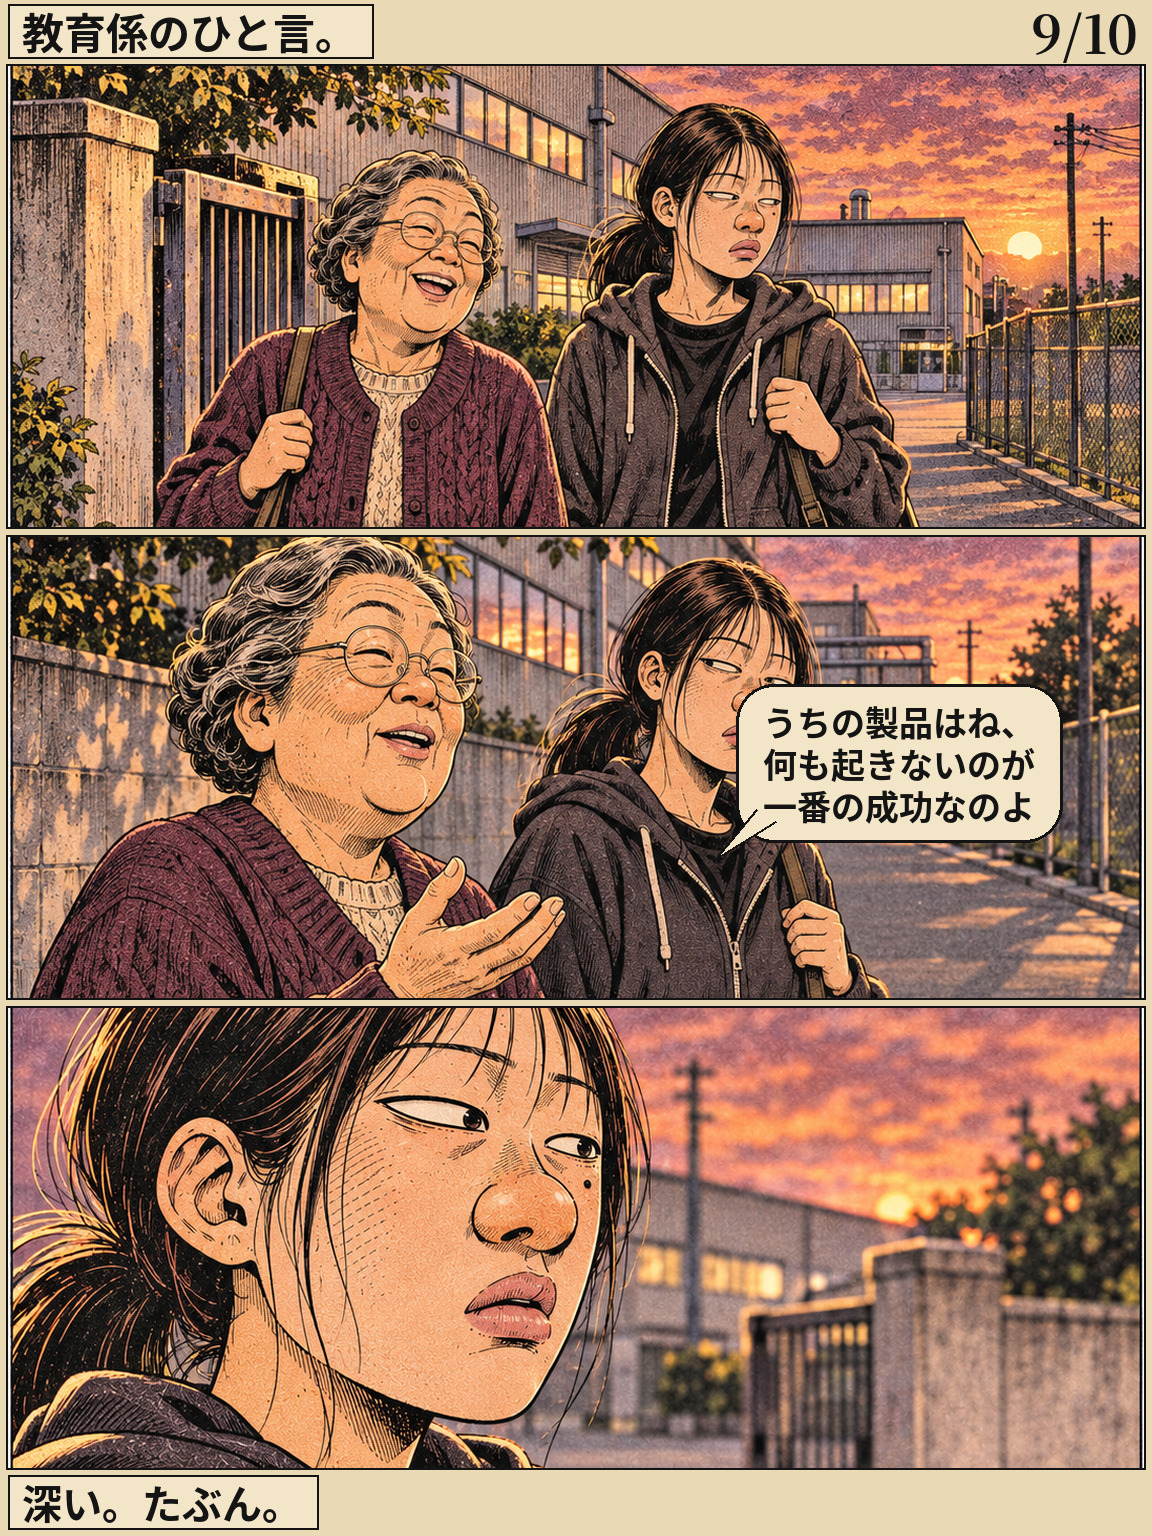 教育係のひと言。
9/10
うちの製品はね、
何も起きないのが
一番の成功なのよ
深い。たぶん。